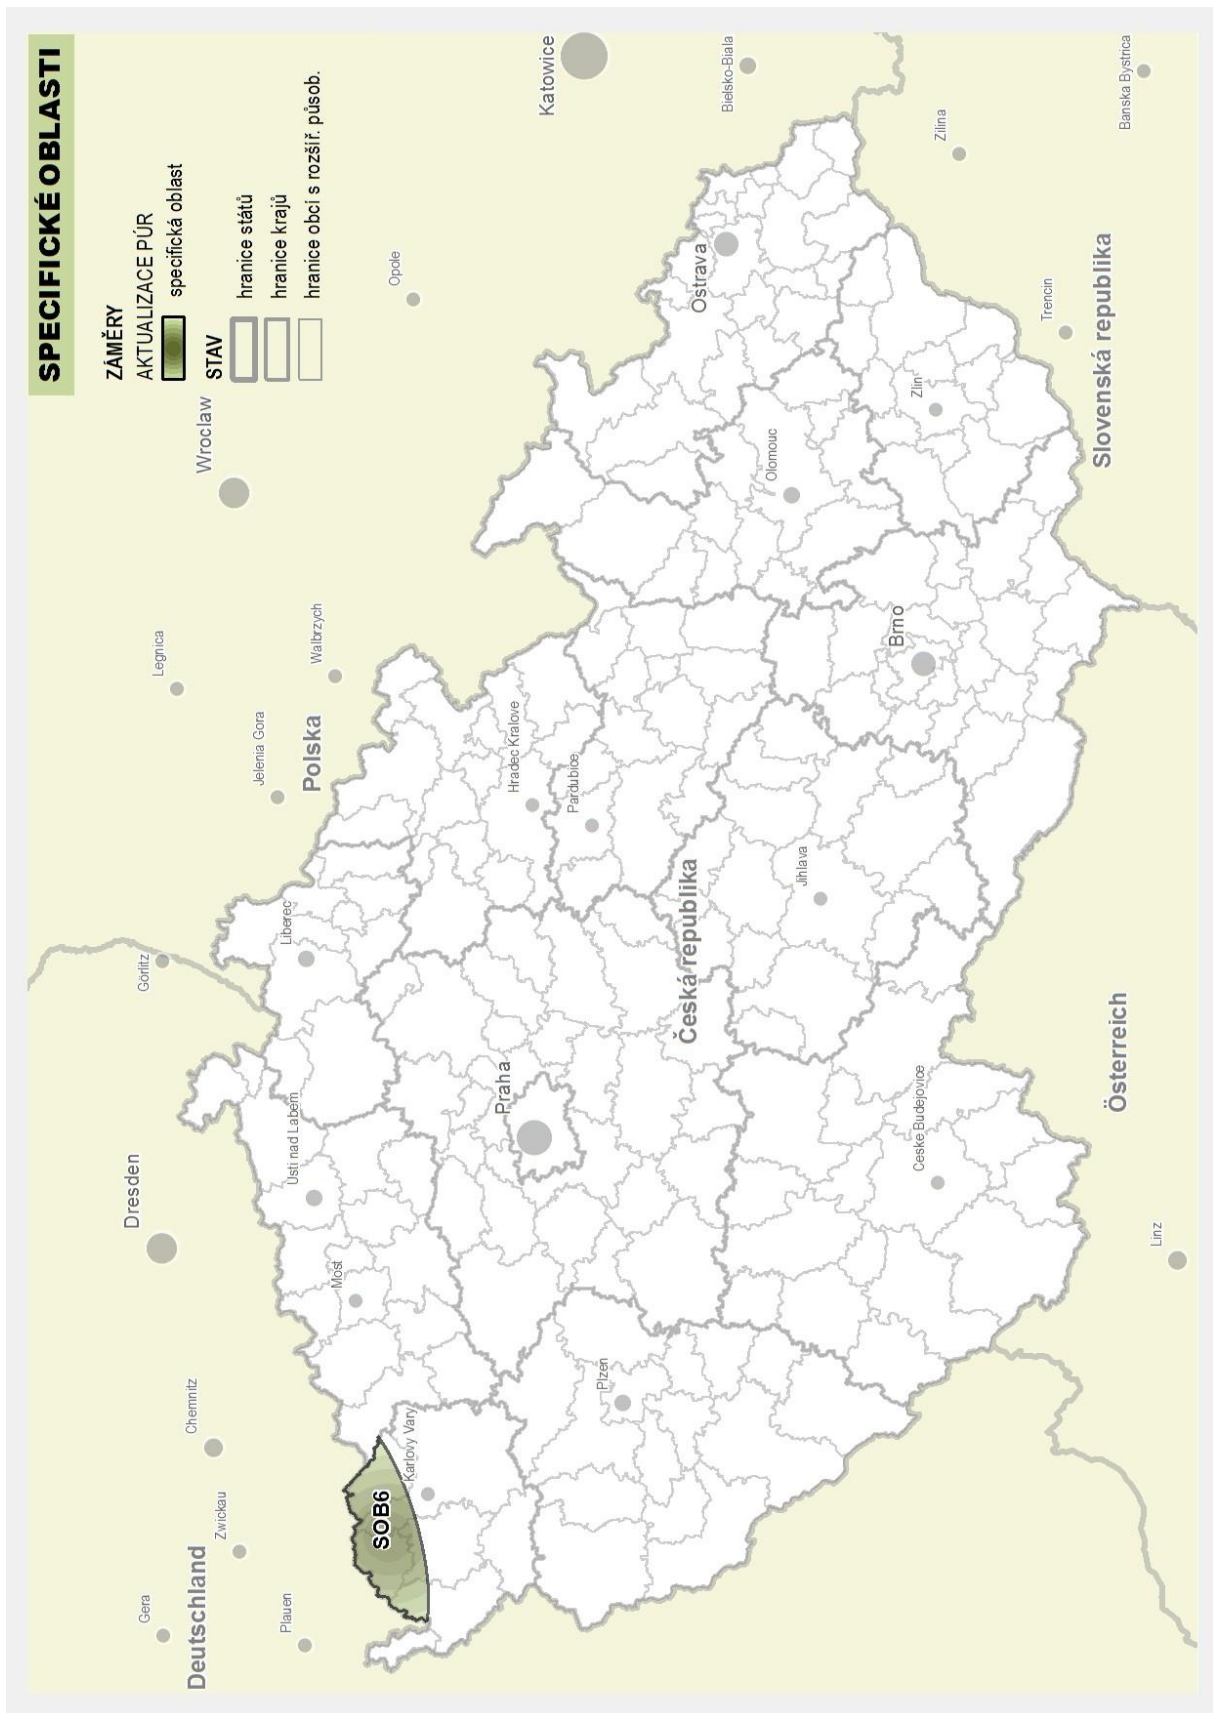 SPECIFICKÉ OBLASTI
ZÁMĚRY
AKTUALIZACE PÚR
specifická oblast
STAV
hranice států
hranice krajů
hranice obcí s rozšíř. působ.
Görlitz
Dresden
Legnica
Wroclaw
Chemnitz
Gera
Zwickau
Deutschland
Plauen
Jelenia Gora
Polska
Walbrzych
Liberec
Usti nad Labem
Most
Opole
SOB6
Karlovy Vary
Praha
Hradec Kralove
Katowice
Pardubice
Plzen
Česká republika
Ostrava
Bielsko-Biala
Olomouc
Jihlava
Brno
Zlin
Ceske Budejovice
Zilina
Trencin
Slovenská republika
Österreich
Banska Bystrica
Linz